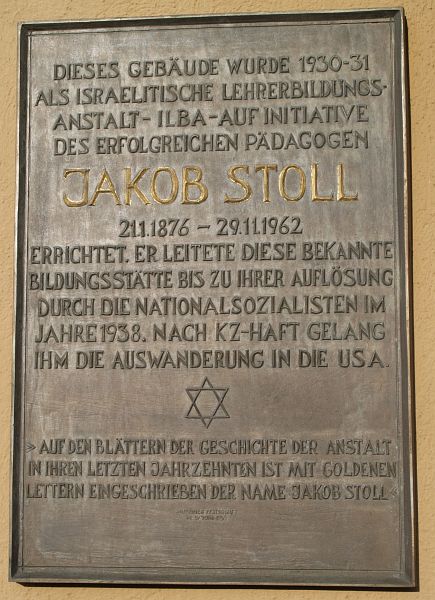 DIESES GEBÄUDE WURDE 1930-31
ALS ISRAELITISCHE LEHRERBILDUNGS-
ANSTALT - ILBA - AUF INITIATIVE
DES ERFOLGREICHEN PÄDAGOGEN
JAKOB STOLL
21.1.1876 - 29.11.1962
ERRICHTET. ER LEITETE DIESE BEKANNTE
BILDUNGSSTÄTTE BIS ZU IHRER AUFLÖSUNG
DURCH DIE NATIONALSOZIALISTEN IM
JAHRE 1938. NACH KZ-HAFT GELANG
IHM DIE AUSWANDERUNG IN DIE USA.
» AUF DEN BLÄTTERN DER GESCHICHTE DER ANSTALT
IN IHREN LETZTEN JAHRZEHNTEN IST MIT GOLDENEN
LETTERN EINGESCHRIEBEN DER NAME JAKOB STOLL «